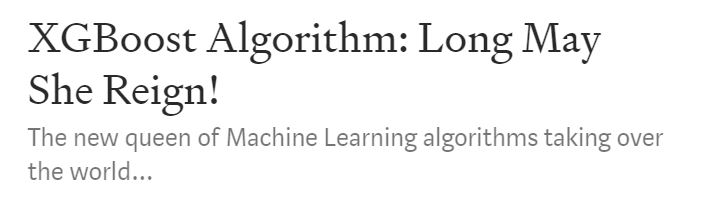 XGBoost Algorithm: Long May
She Reign!
The new queen of Machine Learning algorithms taking over
the world…